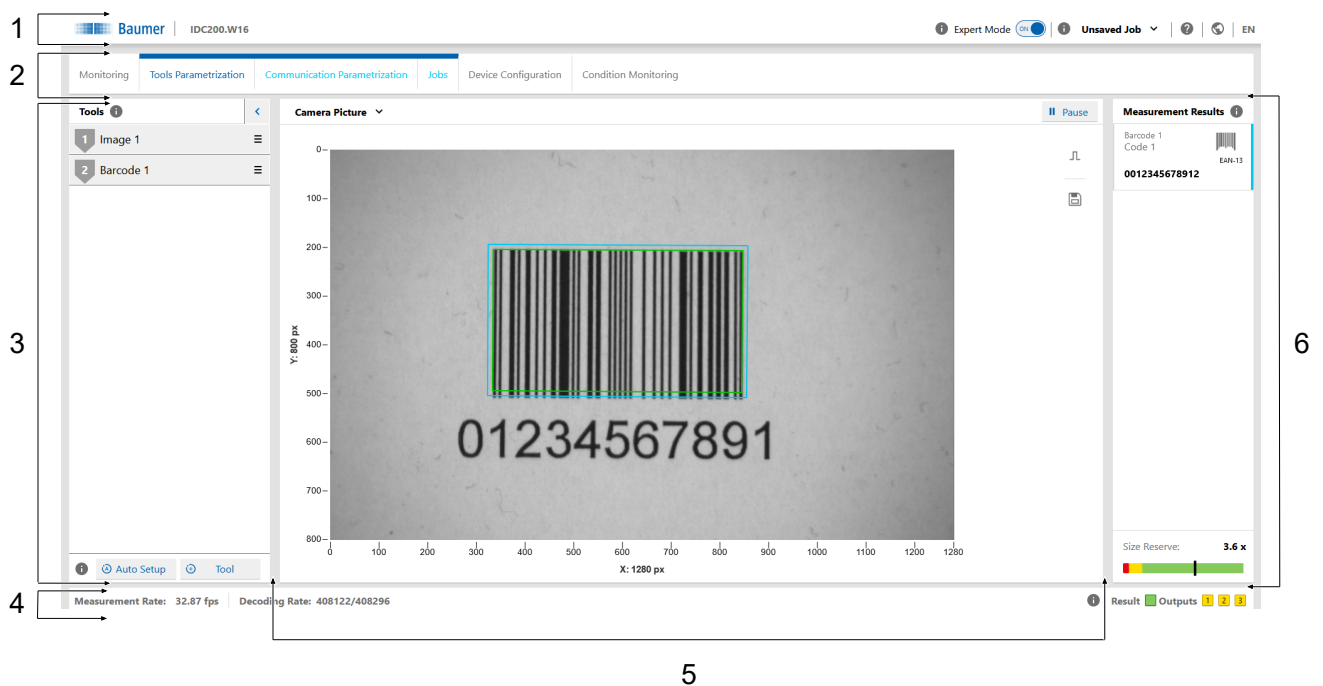 1
Baumer IDC200.W16 Expert Mode ON Unsaved Job EN
2
Monitoring Tools Parametrization Communication Parametrization Jobs Device Configuration Condition Monitoring
3
Tools
1 Image 1
2 Barcode 1
Auto Setup Tool
4
Measurement Rate: 32.87 fps Decoding Rate: 408122/408296
Result Outputs 1 2 3
5
Camera Picture Pause
0
100
200
300
400
500
600
700
800
Y: 800 px
01234567891
0 100 200 300 400 500 600 700 800 900 1000 1100 1200 1280
X: 1280 px
6
Measurement Results
Barcode 1
Code 1
EAN-13
0012345678912
Size Reserve: 3.6 x